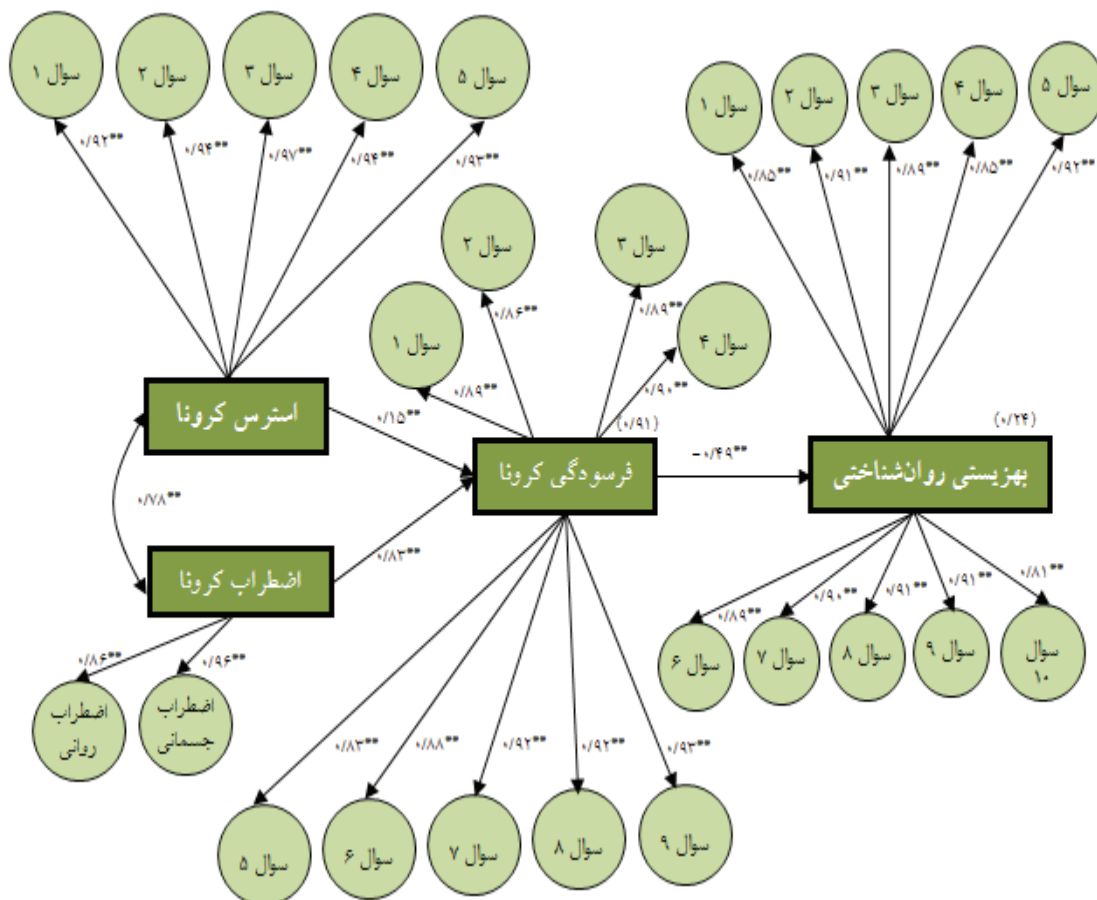 سوال ۱
سوال ۲
سوال ۳
سوال ۴
سوال ۵
۰/۹۲**
۰/۹۴**
۰/۹۷**
۰/۹۴**
۰/۹۳**
سوال ۱
سوال ۲
سوال ۳
سوال ۴
سوال ۵
۰/۸۵**
۰/۹۱**
۰/۸۹**
۰/۸۵**
۰/۹۲**
سوال ۱
سوال ۲
سوال ۳
سوال ۴
۰/۸۹**
۰/۸۶**
۰/۸۹**
۰/۹۰**
استرس کرونا
۰/۱۵**
(۰/۹۱)
فرسودگی کرونا
-۰/۴۹**
(۰/۲۴)
بهزیستی روان‌شناختی
۰/۷۸**
اضطراب کرونا
۰/۸۳**
۰/۸۶**
۰/۹۶**
اضطراب
روانی
اضطراب
جسمانی
۰/۸۳**
۰/۸۸**
۰/۹۲**
۰/۹۲**
۰/۹۳**
سوال ۵
سوال ۶
سوال ۷
سوال ۸
سوال ۹
۰/۸۹**
۰/۹۰**
۰/۹۱**
۰/۹۱**
۰/۸۱**
سوال ۶
سوال ۷
سوال ۸
سوال ۹
سوال
۱۰